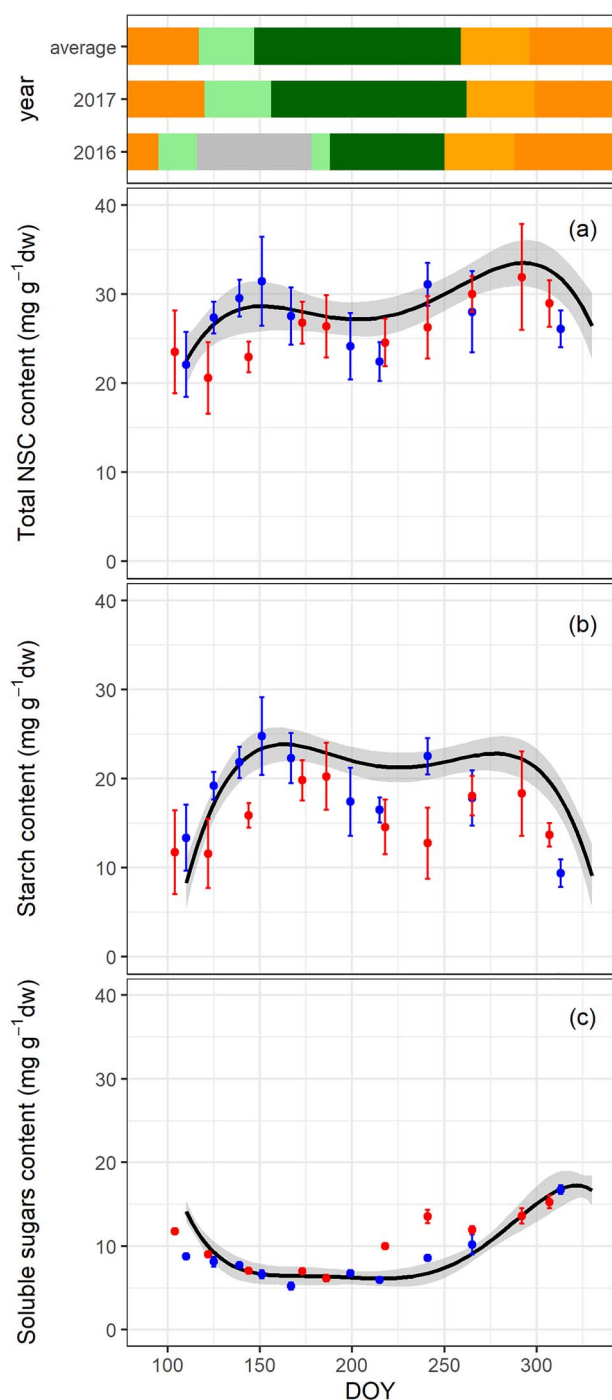 year
average
2017
2016
(a)
Total NSC content (mg g⁻¹dw)
40
30
20
10
0
(b)
Starch content (mg g⁻¹dw)
40
30
20
10
0
(c)
Soluble sugars content (mg g⁻¹dw)
40
30
20
10
0
100 150 200 250 300
DOY